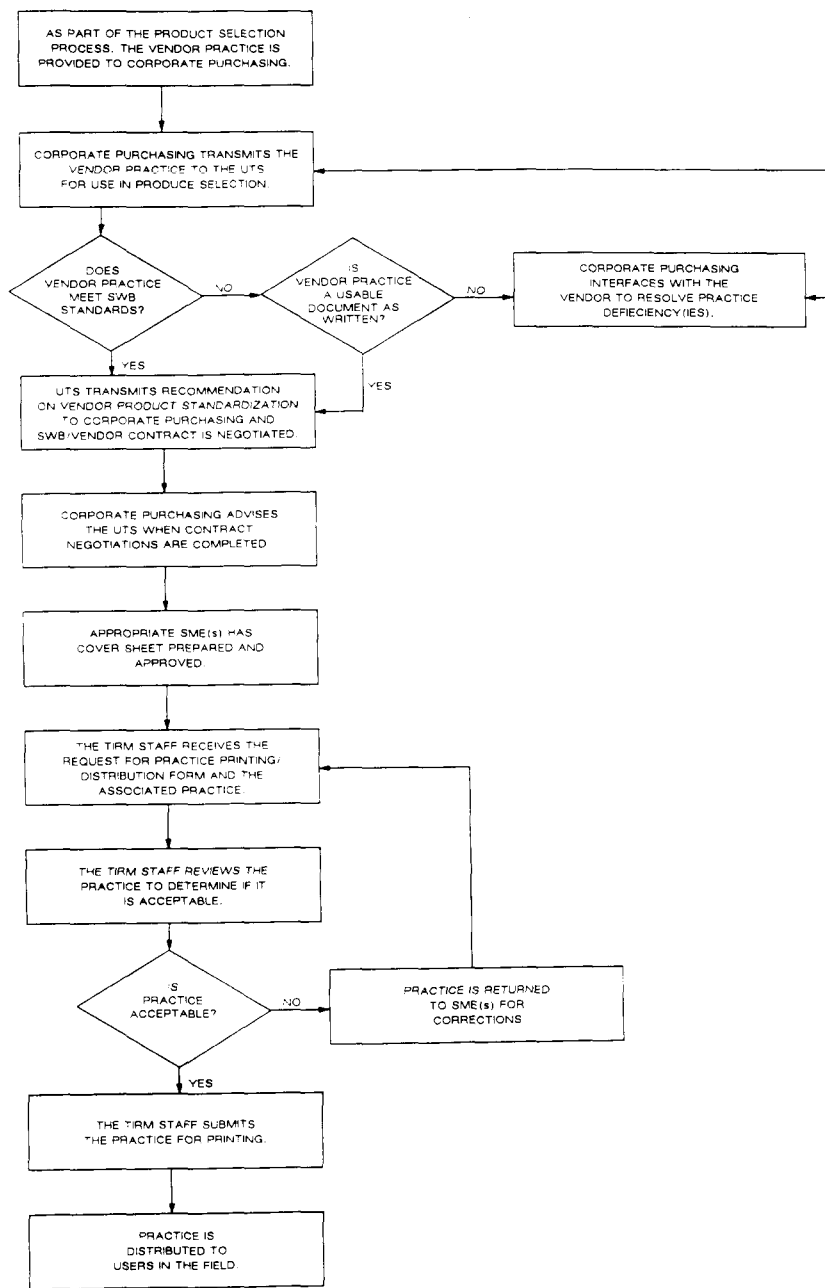 AS PART OF THE PRODUCT SELECTION
PROCESS. THE VENDOR PRACTICE IS
PROVIDED TO CORPORATE PURCHASING.
CORPORATE PURCHASING TRANSMITS THE
VENDOR PRACTICE TO THE UTS
FOR USE IN PRODUCE SELECTION.
DOES
VENDOR PRACTICE
MEET SWB
STANDARDS?
NO
IS
VENDOR PRACTICE
A USABLE
DOCUMENT AS
WRITTEN?
NO
CORPORATE PURCHASING
INTERFACES WITH THE
VENDOR TO RESOLVE PRACTICE
DEFIECIENCY(IES).
YES
YES
UTS TRANSMITS RECOMMENDATION
ON VENDOR PRODUCT STANDARDIZATION
TO CORPORATE PURCHASING AND
SWB/VENDOR CONTRACT IS NEGOTIATED.
CORPORATE PURCHASING ADVISES
THE UTS WHEN CONTRACT
NEGOTIATIONS ARE COMPLETED
APPROPRIATE SME(s) HAS
COVER SHEET PREPARED AND
APPROVED.
THE TIRM STAFF RECEIVES THE
REQUEST FOR PRACTICE PRINTING/
DISTRIBUTION FORM AND THE
ASSOCIATED PRACTICE.
THE TIRM STAFF REVIEWS THE
PRACTICE TO DETERMINE IF IT
IS ACCEPTABLE.
IS
PRACTICE
ACCEPTABLE?
NO
PRACTICE IS RETURNED
TO SME(s) FOR
CORRECTIONS
YES
THE TIRM STAFF SUBMITS
THE PRACTICE FOR PRINTING.
PRACTICE IS
DISTRIBUTED TO
USERS IN THE FIELD.